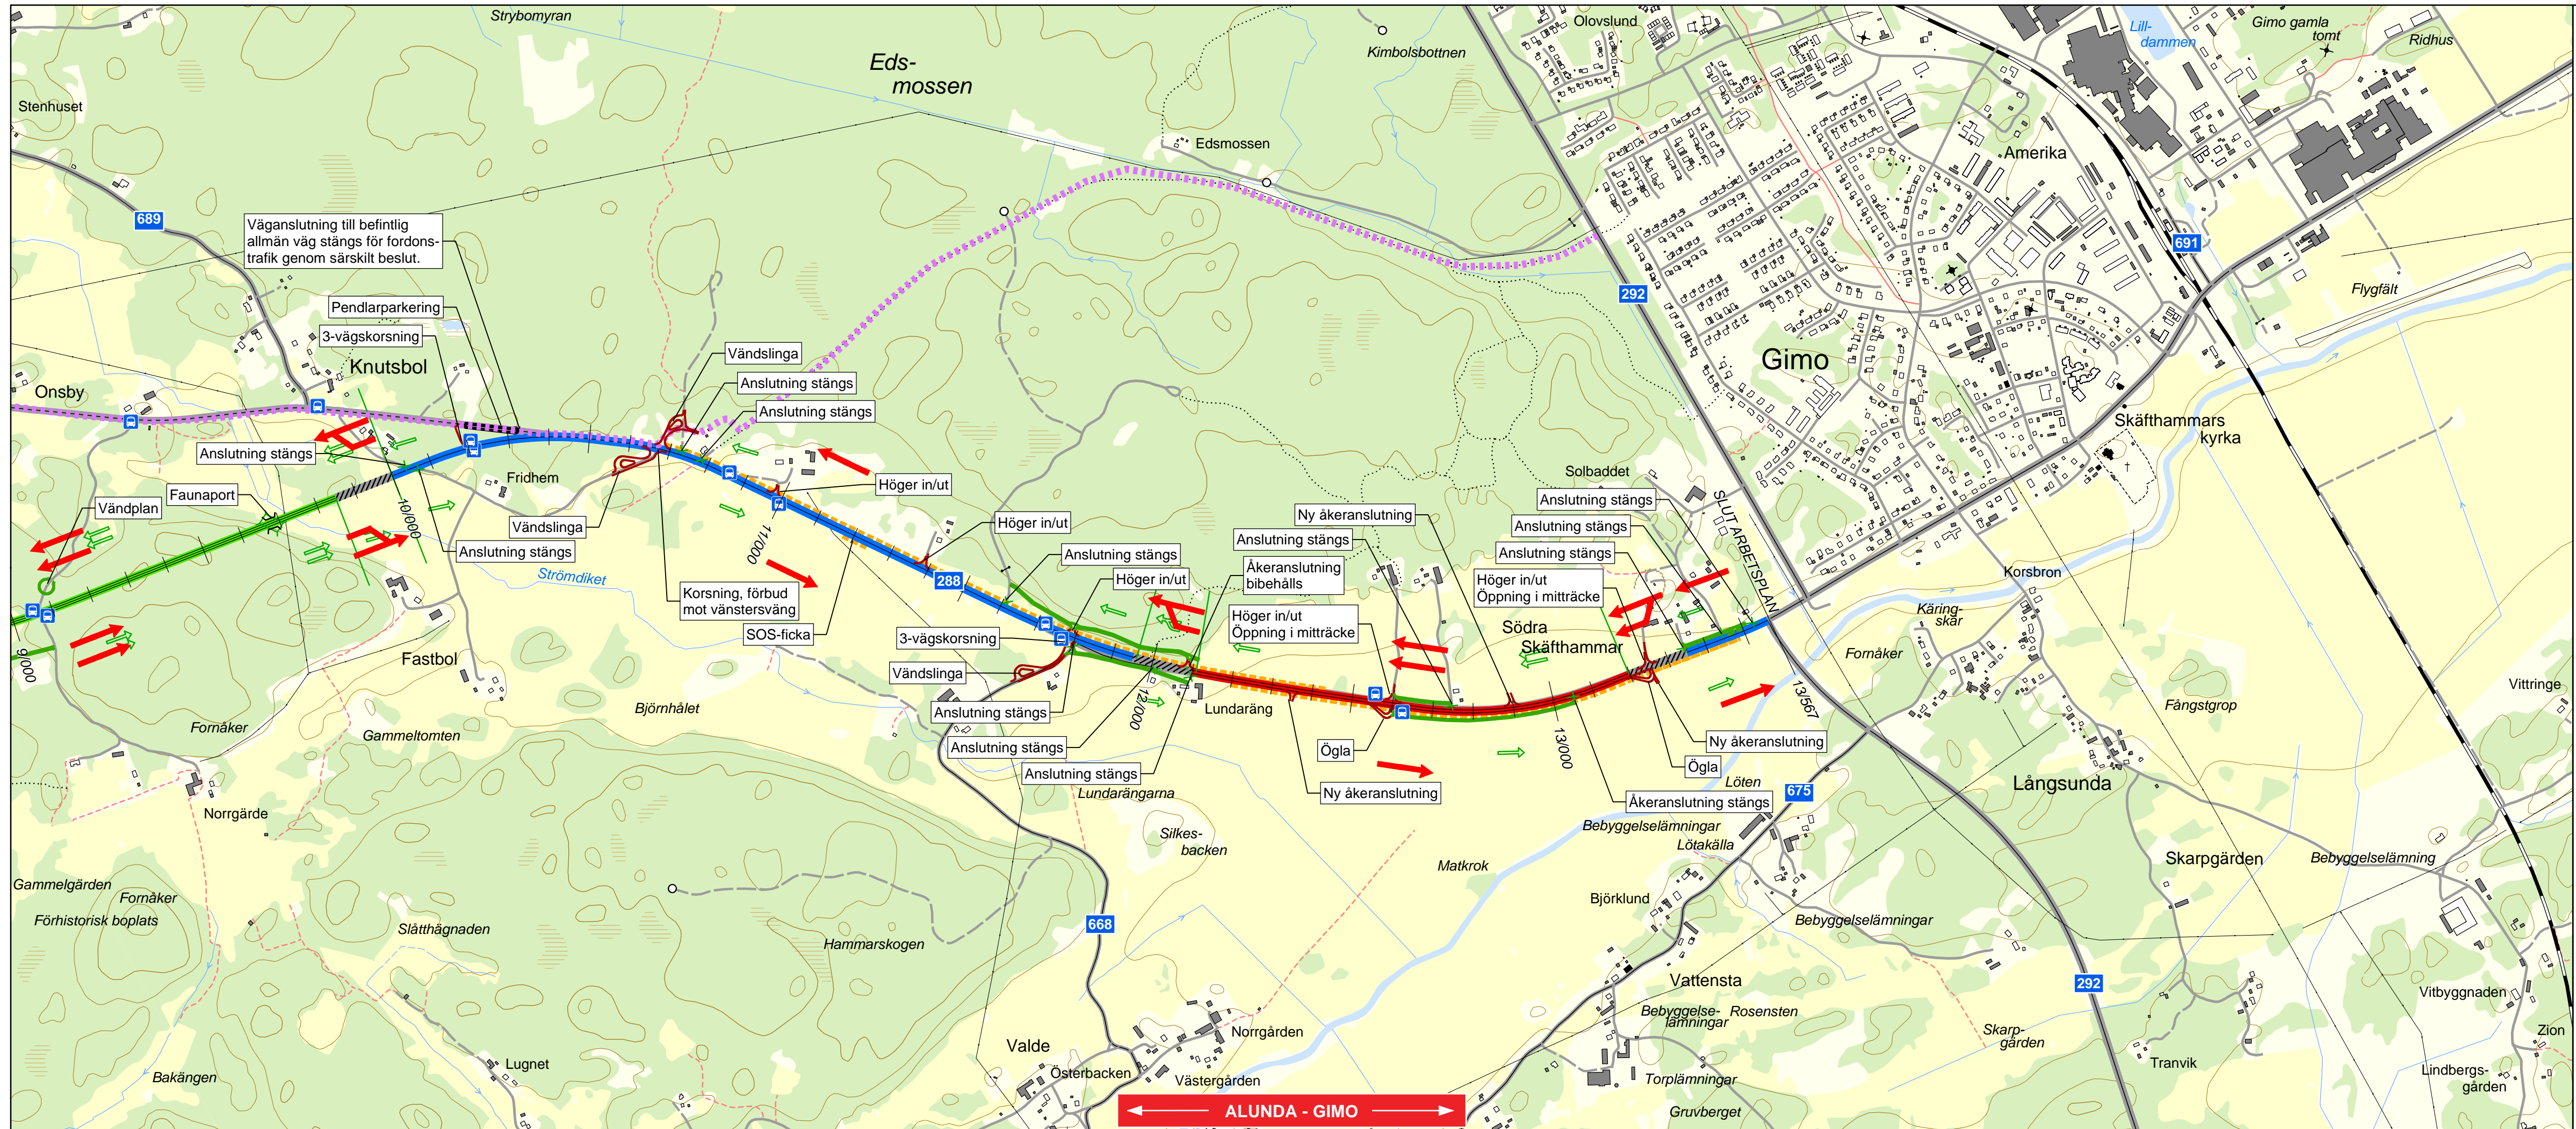 Strybomyran
Eds-
mossen
Kimbolsbottnen
Olovslund
Lill-
dammen
Gimo gamla
tomt
Ridhus
Stenhuset
Edsmossen
Amerika
689
Väganslutning till befintlig
allmän väg stängs för fordons-
trafik genom särskilt beslut.
691
292
Flygfält
Pendlarparkering
3-vägskorsning
Knutsbol
Onsby
Vändslinga
Anslutning stängs
Anslutning stängs
Gimo
Skäfthammars
kyrka
Anslutning stängs
Fridhem
Faunaport
Vändplan
Vändslinga
Anslutning stängs
10/000
9/000
Strömdiket
Höger in/ut
Höger in/ut
11/000
Korsning, förbud
mot vänstersväng
SOS-ficka
288
Anslutning stängs
Höger in/ut
3-vägskorsning
Vändslinga
Anslutning stängs
Anslutning stängs
Anslutning stängs
12/000
Ny åkeranslutning
Anslutning stängs
Åkeranslutning
bibehålls
Höger in/ut
Öppning i mitträcke
Solbaddet
Anslutning stängs
Anslutning stängs
Anslutning stängs
Höger in/ut
Öppning i mitträcke
SLUT ARBETSPLAN
Södra
Skäfthammar
Lundaräng
Ögla
Ny åkeranslutning
13/000
Ny åkeranslutning
Ögla
Åkeranslutning stängs
13/567
Korsbron
Käring-
skär
Fornåker
Vittringe
Fångstgrop
Fastbol
Fornåker
Gammeltomten
Björnhålet
Norrgärde
Lundarängarna
Silkes-
backen
Matkrok
Löten
675
Långsunda
Bebyggelselämningar
Lötakälla
Skarpgården
Bebyggelselämning
Gammelgården
Fornåker
Förhistorisk boplats
Slåtthägnaden
Hammarskogen
668
Björklund
Bebyggelselämningar
Vattensta
292
Vitbyggnaden
Bebyggelse-
lämningar
Rosensten
Skarp-
gården
Zion
Norrgården
Valde
Österbacken
Västergården
Lugnet
Bakängen
Torplämningar
Gruvberget
Tranvik
Lindbergs-
gården
ALUNDA - GIMO